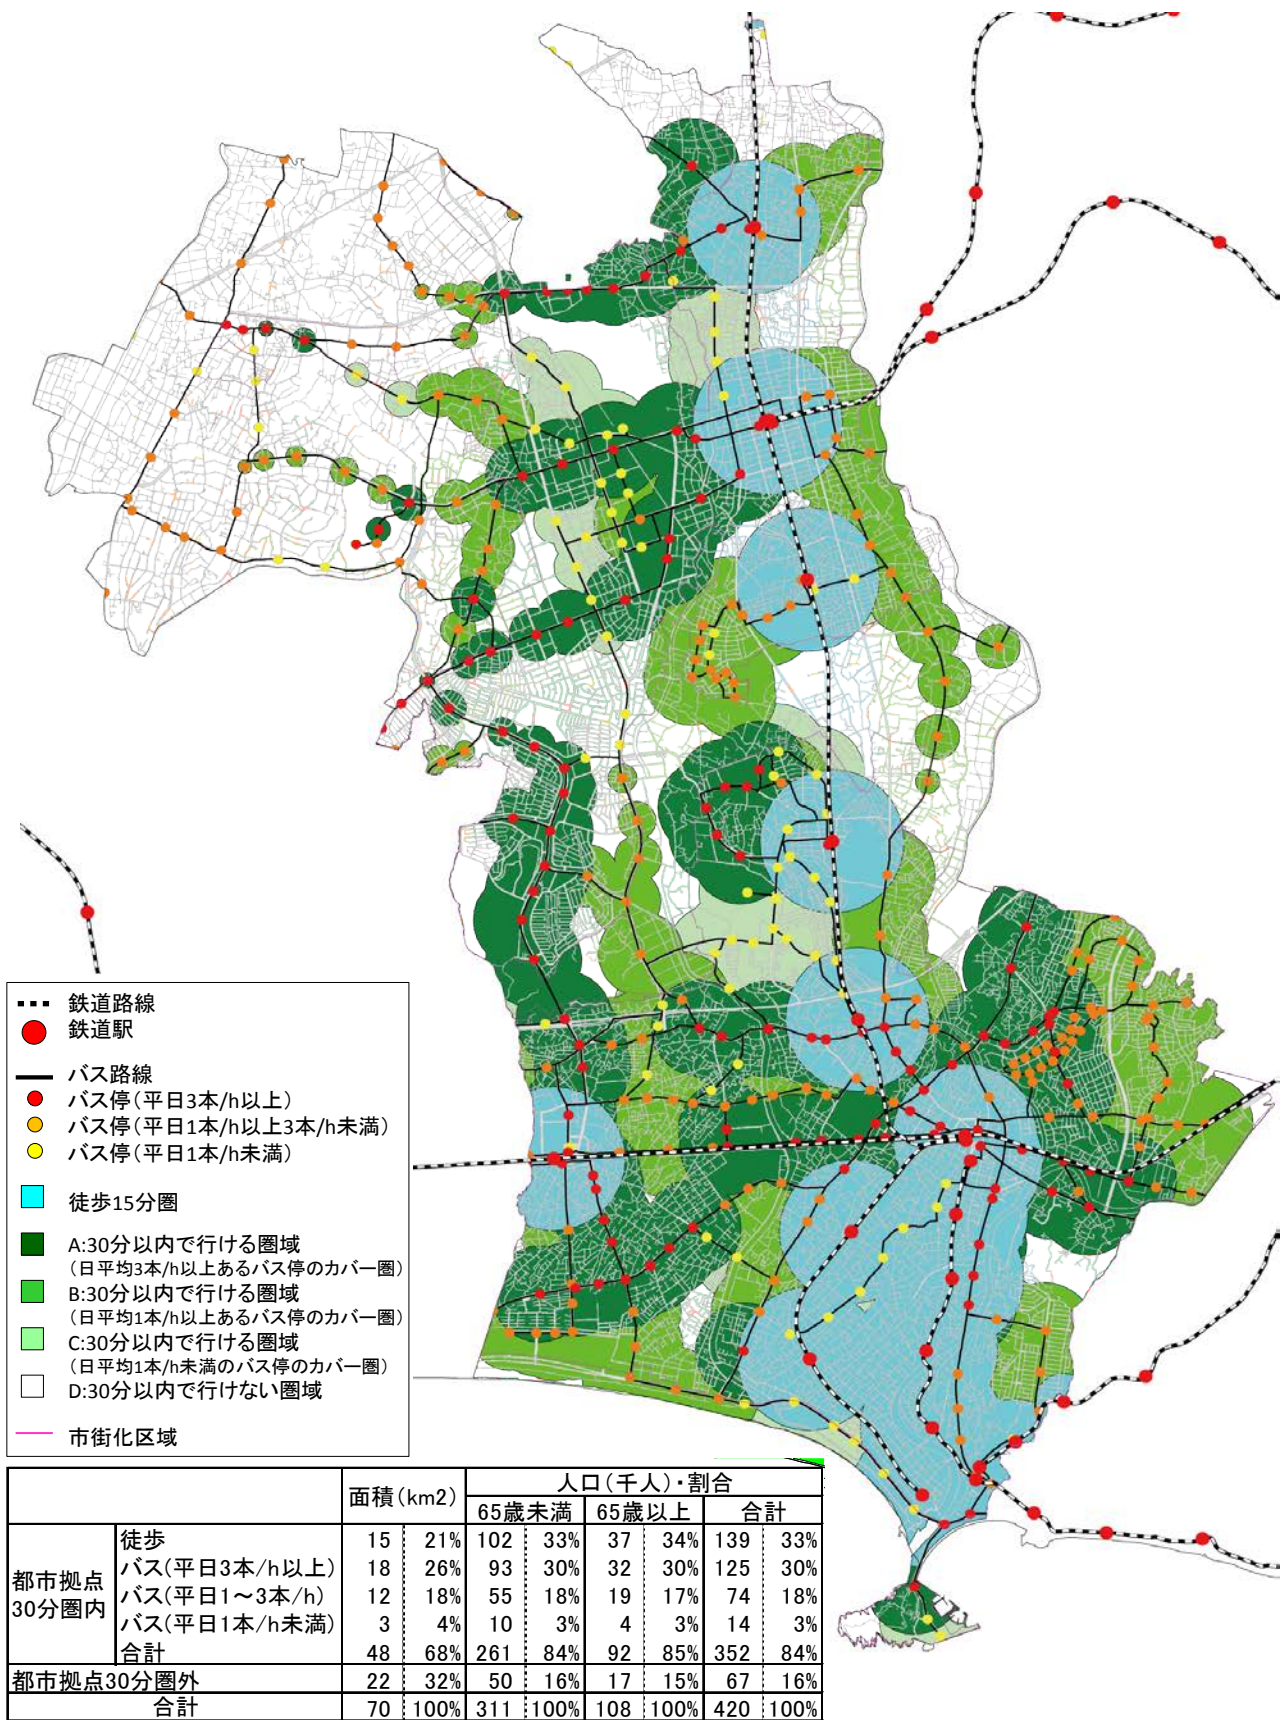 鉄道路線
鉄道駅
バス路線
バス停(平日3本/h以上)
バス停(平日1本/h以上3本/h未満)
バス停(平日1本/h未満)
徒歩15分圏
A:30分以内で行ける圏域
(日平均3本/h以上あるバス停のカバー圏)
B:30分以内で行ける圏域
(日平均1本/h以上あるバス停のカバー圏)
C:30分以内で行ける圏域
(日平均1本/h未満のバス停のカバー圏)
D:30分以内で行けない圏域
市街化区域
面積(km2) 人口(千人)・割合
65歳未満 65歳以上 合計
都市拠点30分圏内 徒歩 15 21% 102 33% 37 34% 139 33%
バス(平日3本/h以上) 18 26% 93 30% 32 30% 125 30%
バス(平日1~3本/h) 12 18% 55 18% 19 17% 74 18%
バス(平日1本/h未満) 3 4% 10 3% 4 3% 14 3%
合計 48 68% 261 84% 92 85% 352 84%
都市拠点30分圏外 22 32% 50 16% 17 15% 67 16%
合計 70 100% 311 100% 108 100% 420 100%